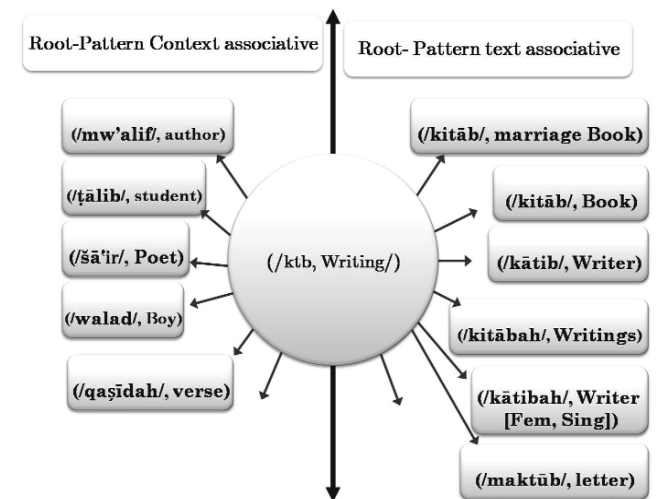 Root-Pattern Context associative
Root- Pattern text associative
(/mw’alif/, author)
(/ṭālib/, student)
(/šā'ir/, Poet)
(/walad/, Boy)
(/qaṣīdah/, verse)
(/ktb, Writing/)
(/kitāb/, marriage Book)
(/kitāb/, Book)
(/kātib/, Writer)
(/kitābah/, Writings)
(/kātibah/, Writer
[Fem, Sing])
(/maktūb/, letter)